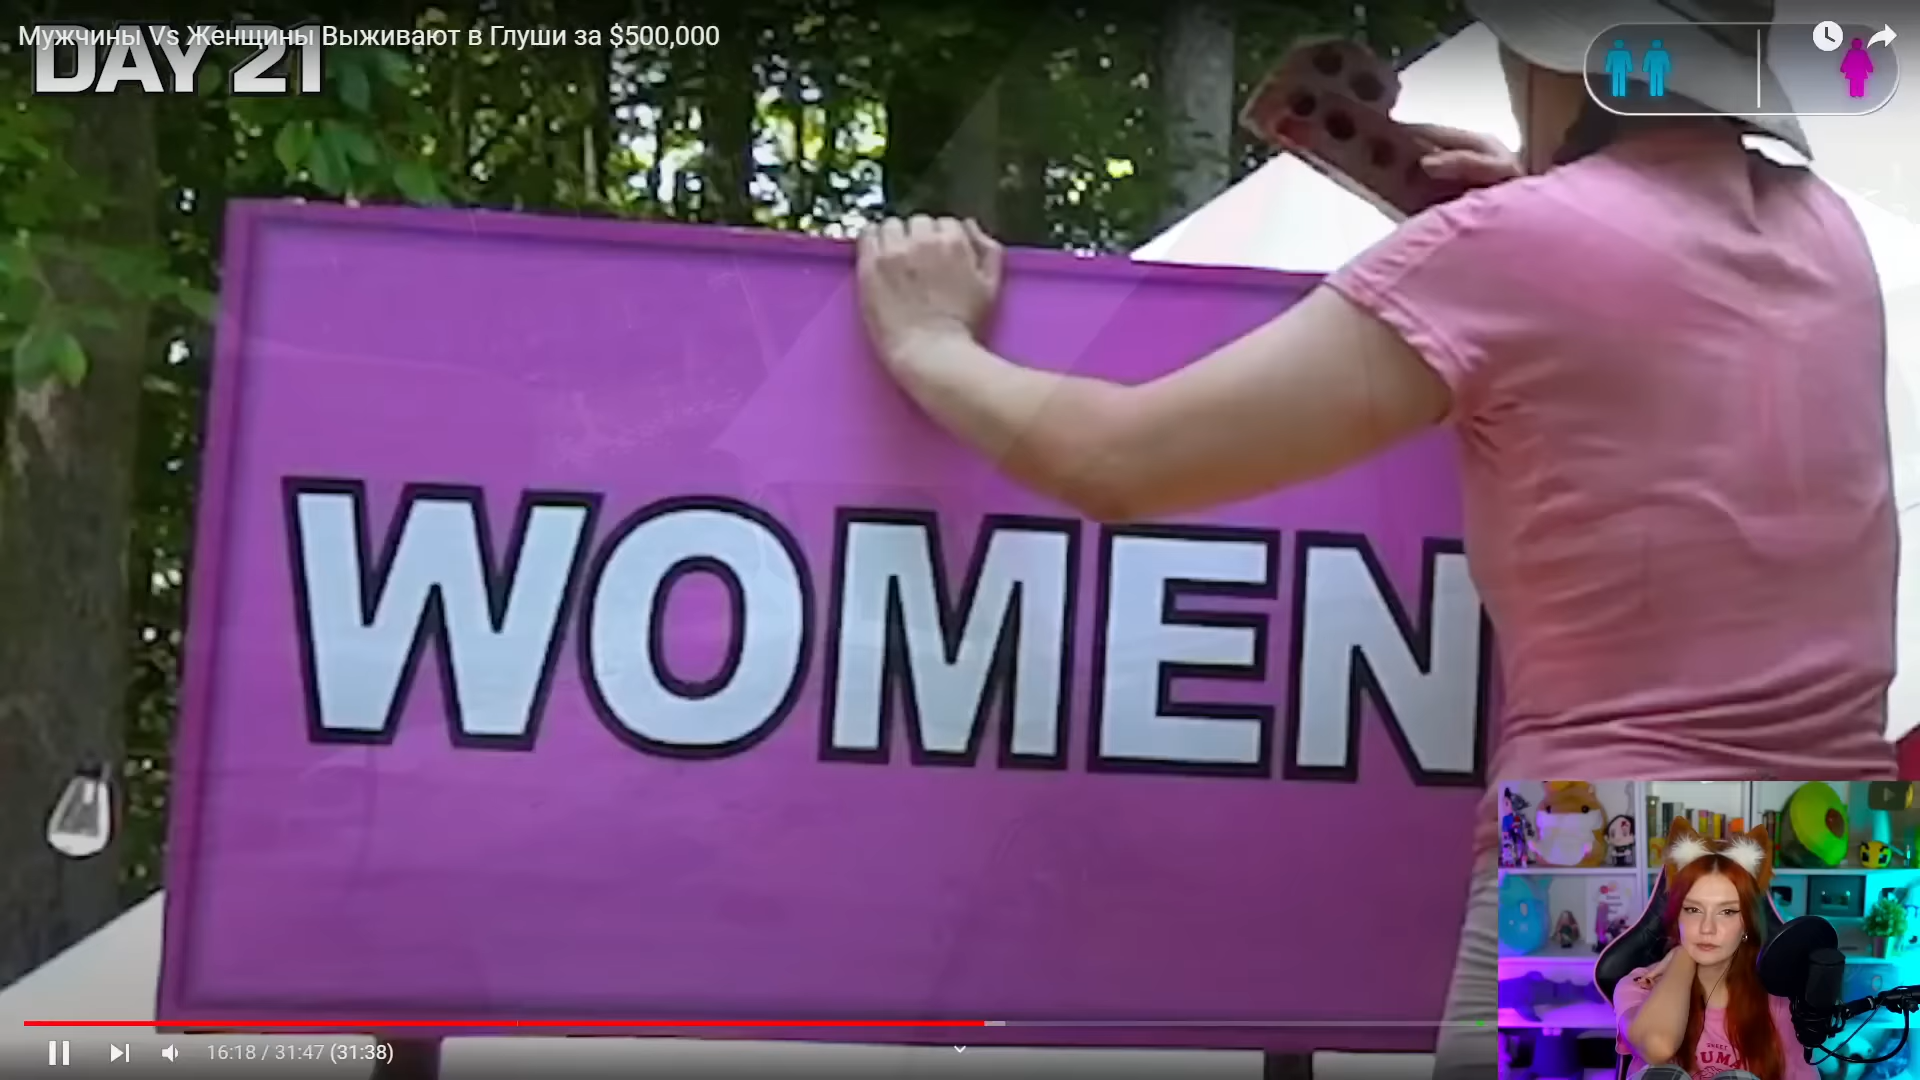 Мужчины Vs Женщины Выживают в Глуши за $500,000
DAY 21
WOMEN
16:18 / 31:47 (31:38)